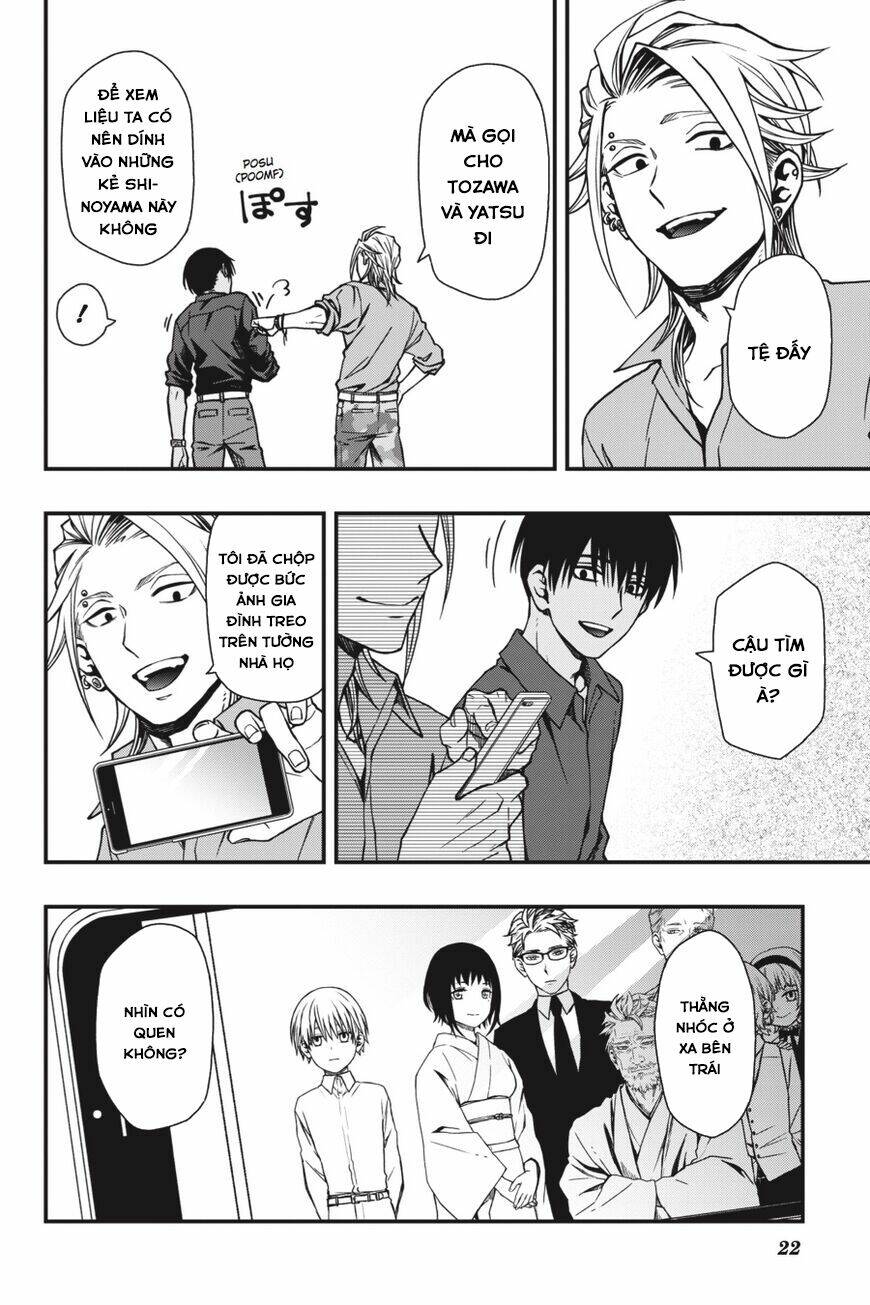 TỆ ĐẤY
MÀ GỌI
CHO
TOZAWA
VÀ YATSU
ĐI
POSU
(POOMF)
ぽす
ĐỂ XEM
LIỆU TA CÓ
NÊN DÍNH
VÀO NHỮNG
KẺ SHI-
NOYAMA NÀY
KHÔNG
!
CẬU TÌM
ĐƯỢC GÌ
À?
TÔI ĐÃ CHỘP
ĐƯỢC BỨC
ẢNH GIA
ĐÌNH TREO
TRÊN TƯỜNG
NHÀ HỌ
THẰNG
NHÓC Ở
XA BÊN
TRÁI
NHÌN CÓ
QUEN
KHÔNG?
22